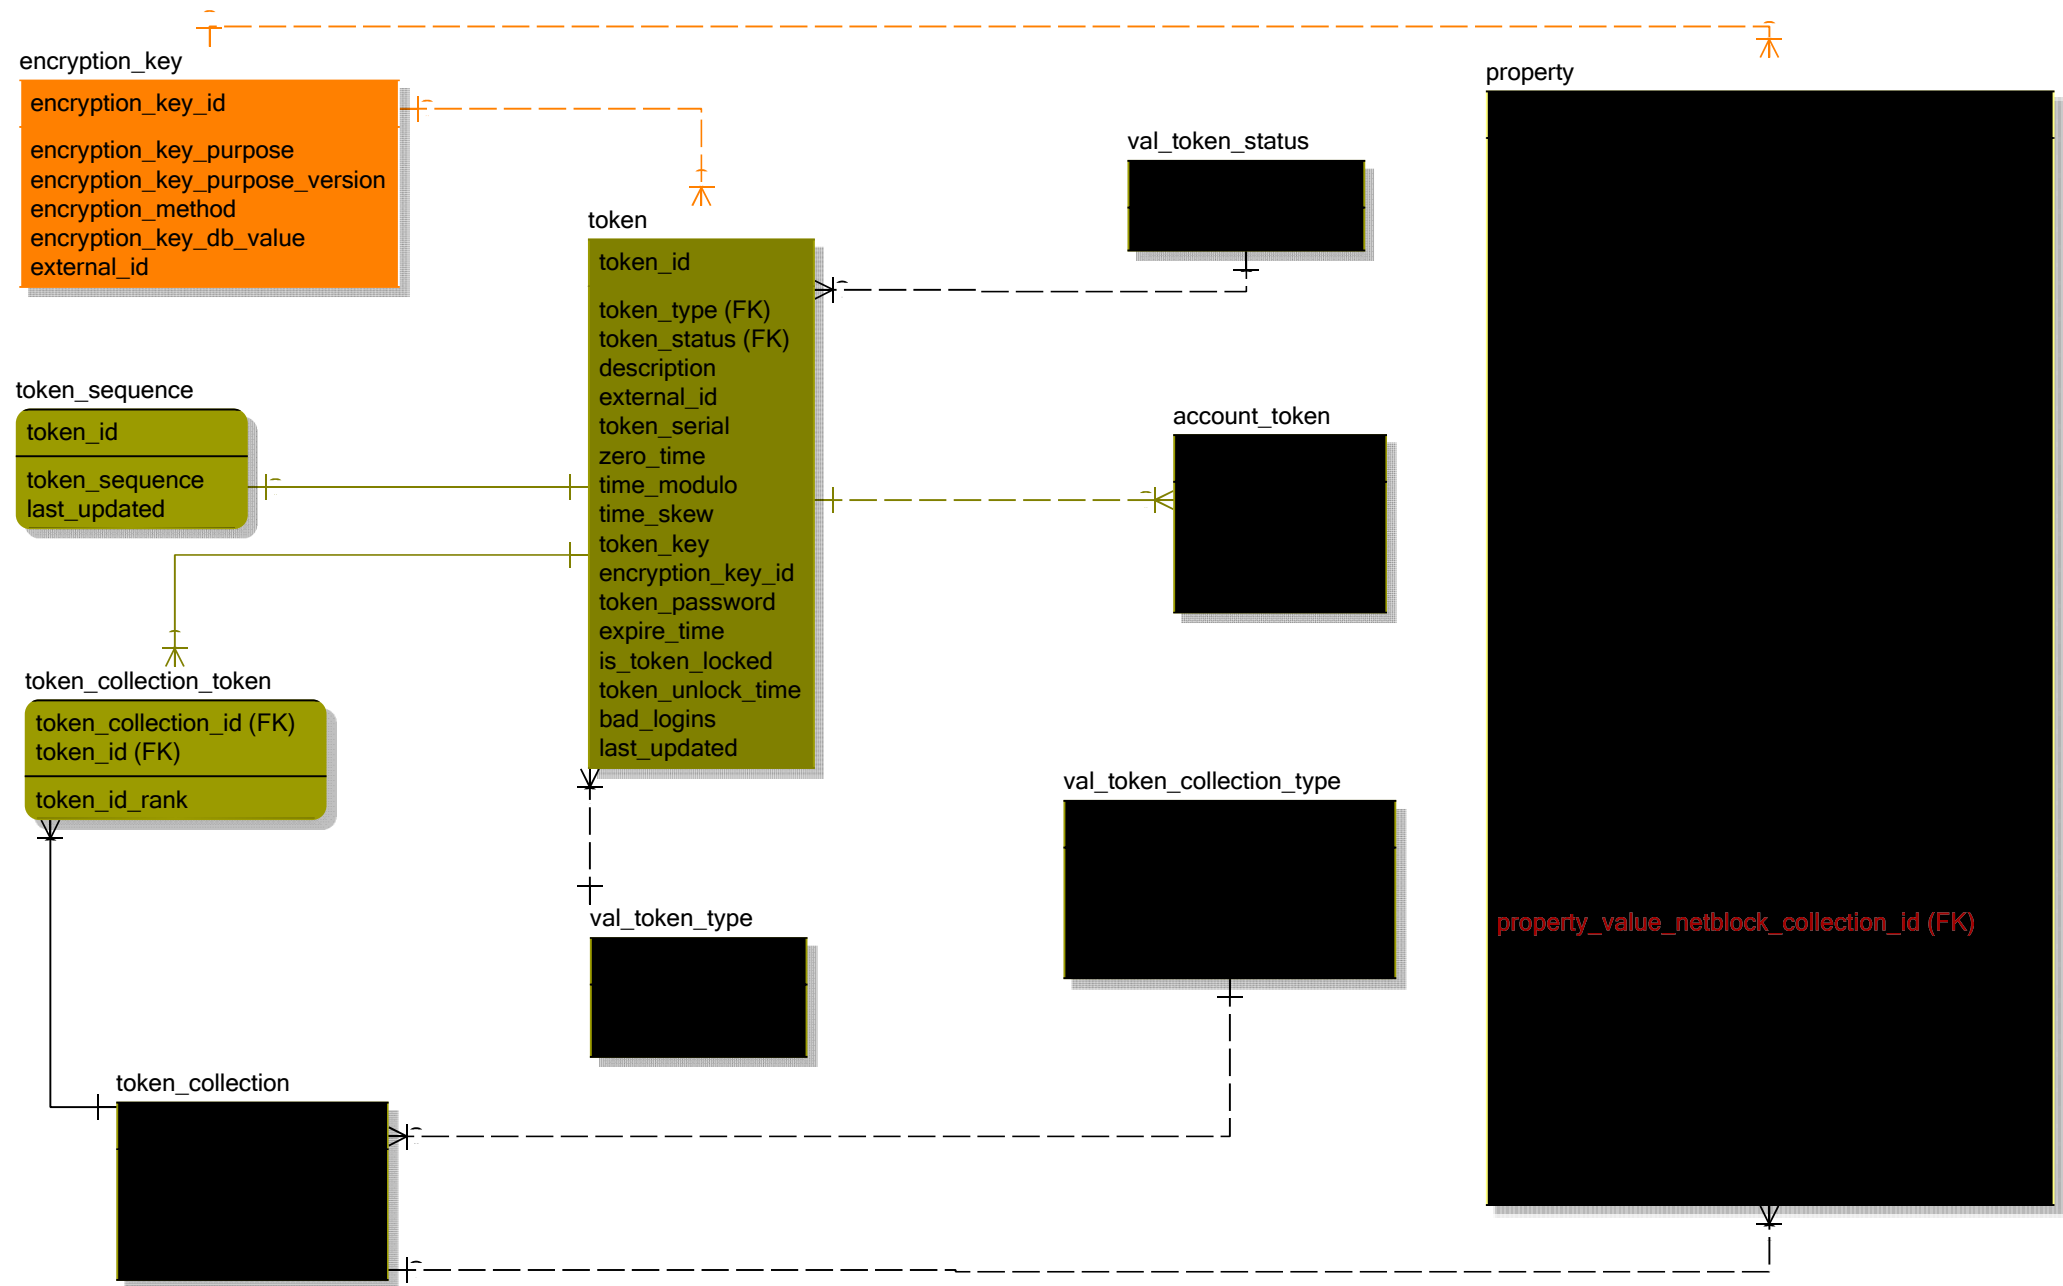 encryption_key
encryption_key_id
encryption_key_purpose
encryption_key_purpose_version
encryption_method
encryption_key_db_value
external_id
property
property_value_netblock_collection_id (FK)
val_token_status
token
token_id
token_type (FK)
token_status (FK)
description
external_id
token_serial
zero_time
time_modulo
time_skew
token_key
encryption_key_id
token_password
expire_time
is_token_locked
token_unlock_time
bad_logins
last_updated
token_sequence
token_id
token_sequence
last_updated
account_token
token_collection_token
token_collection_id (FK)
token_id (FK)
token_id_rank
val_token_collection_type
val_token_type
token_collection